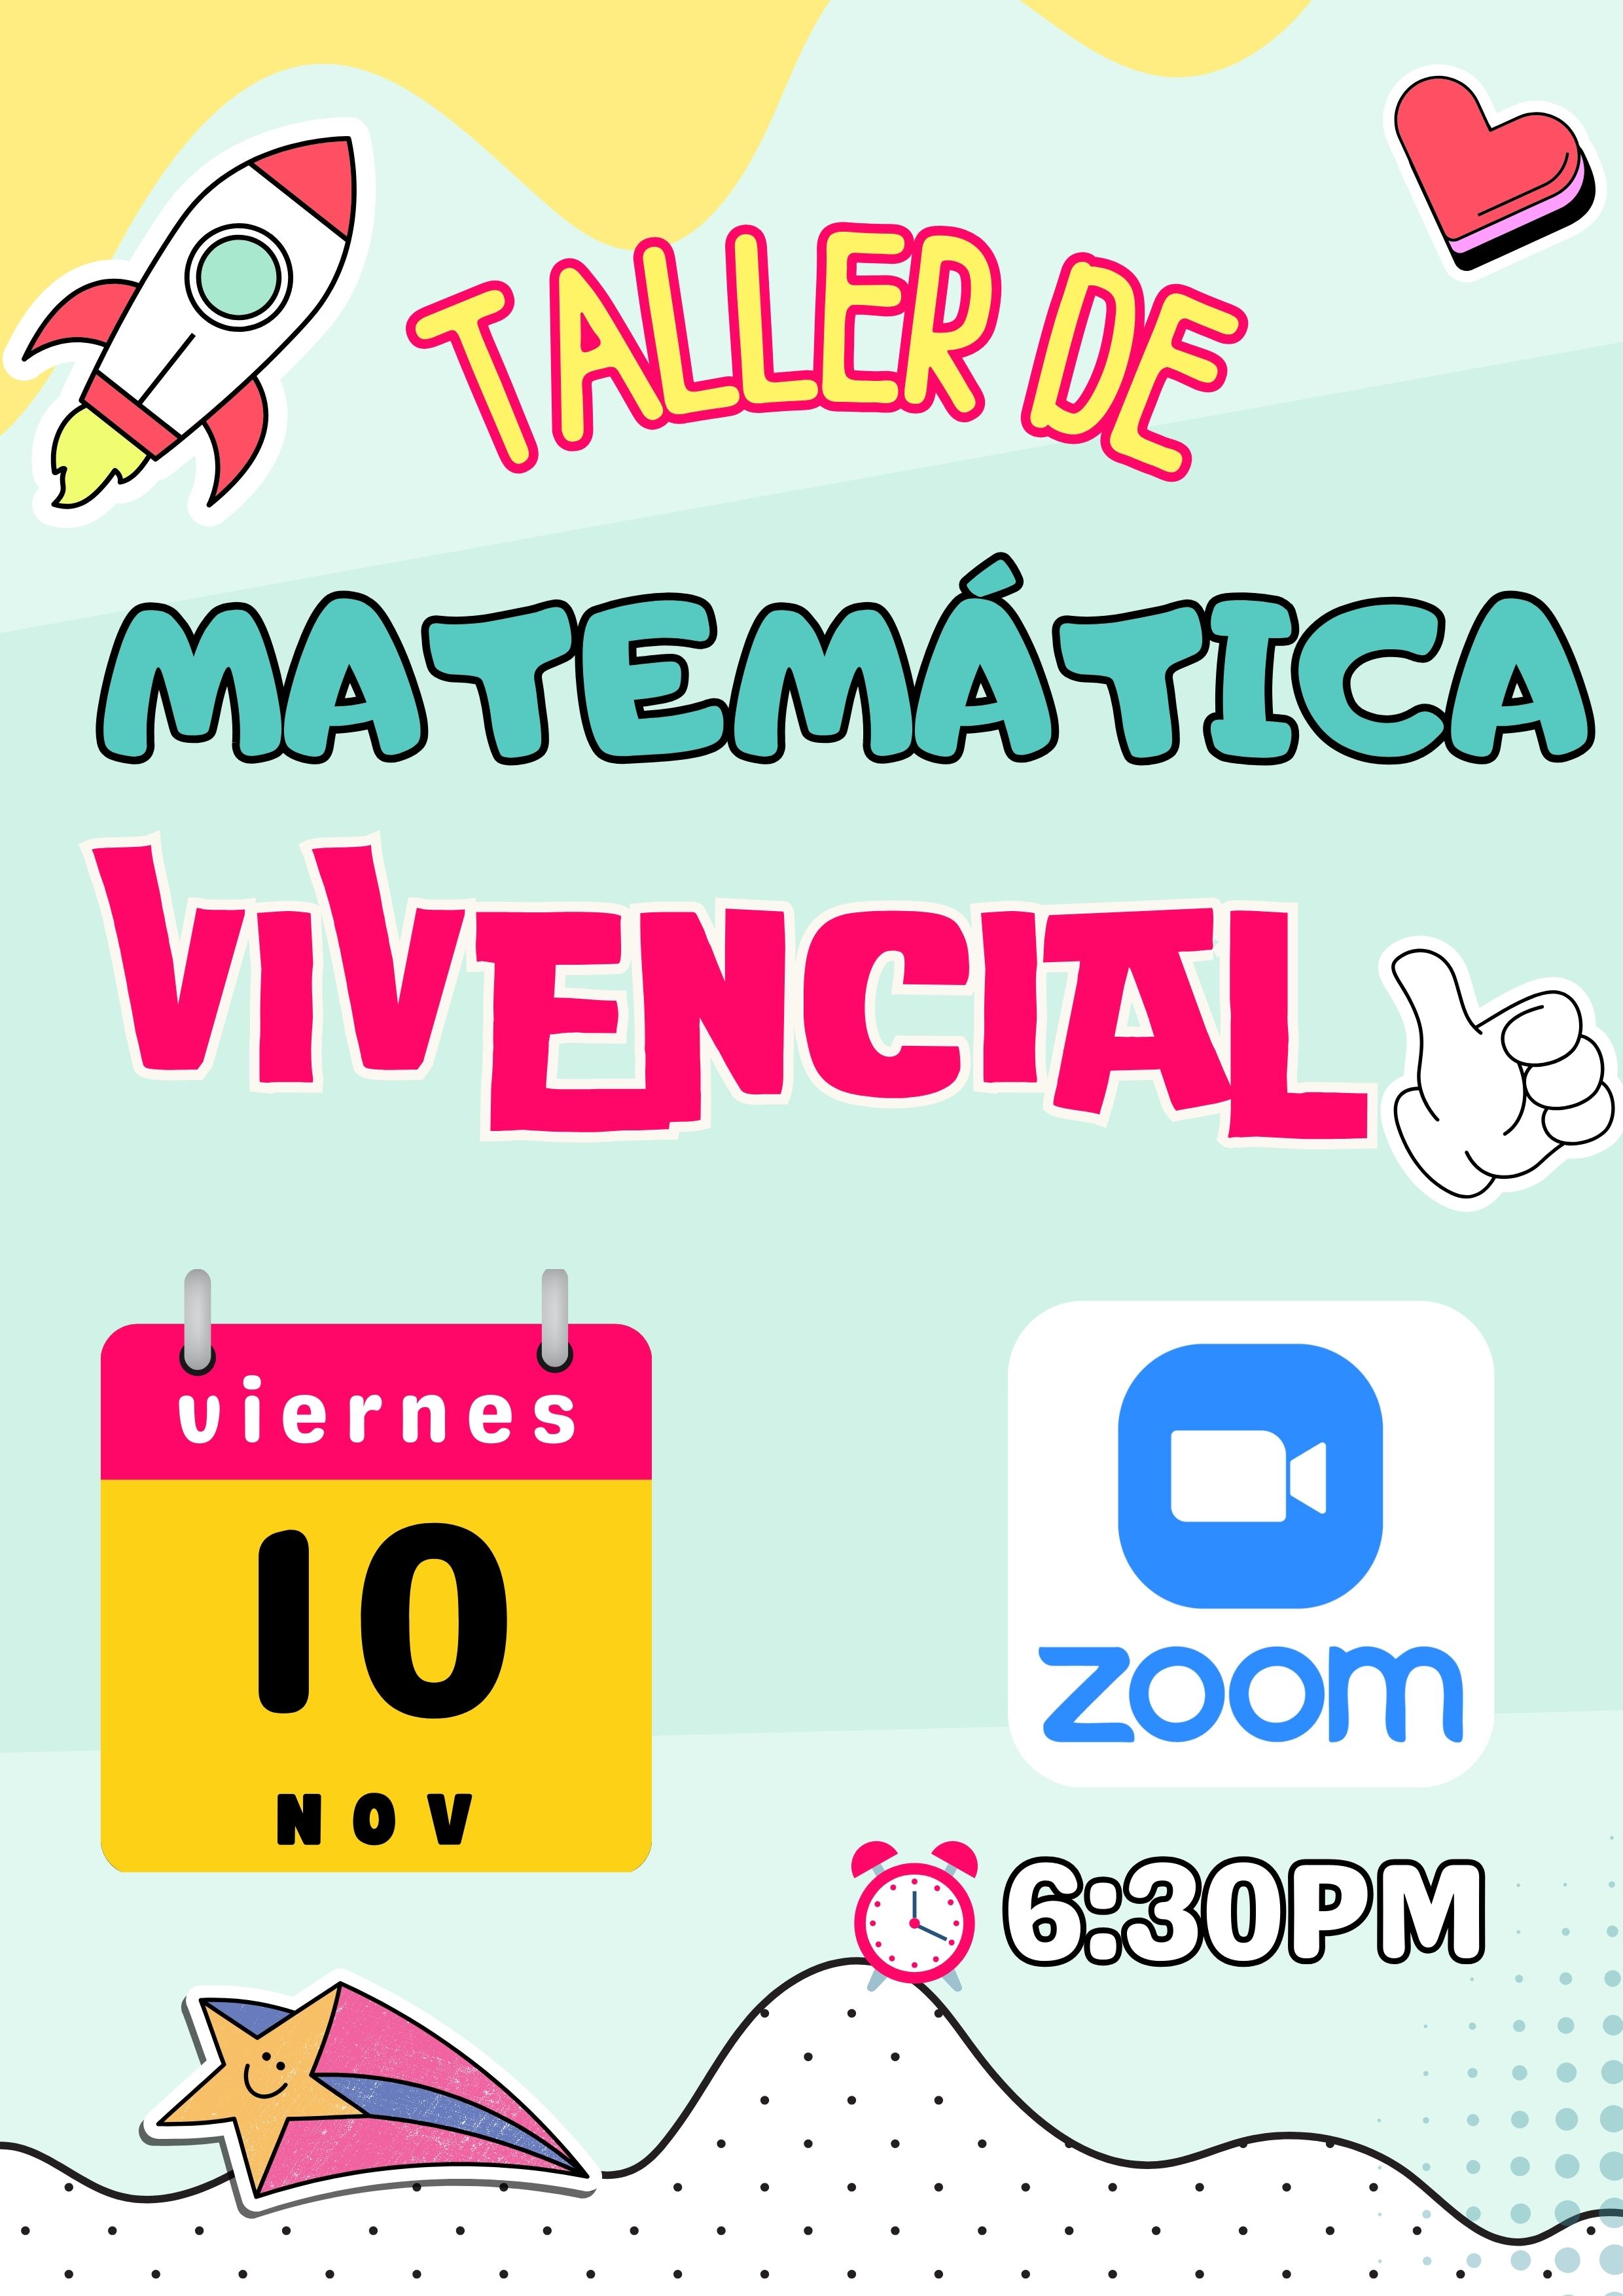 TALLER DE
MATEMÁTICA
VIVENCIAL
viernes
10
NOV
zoom
6:30PM